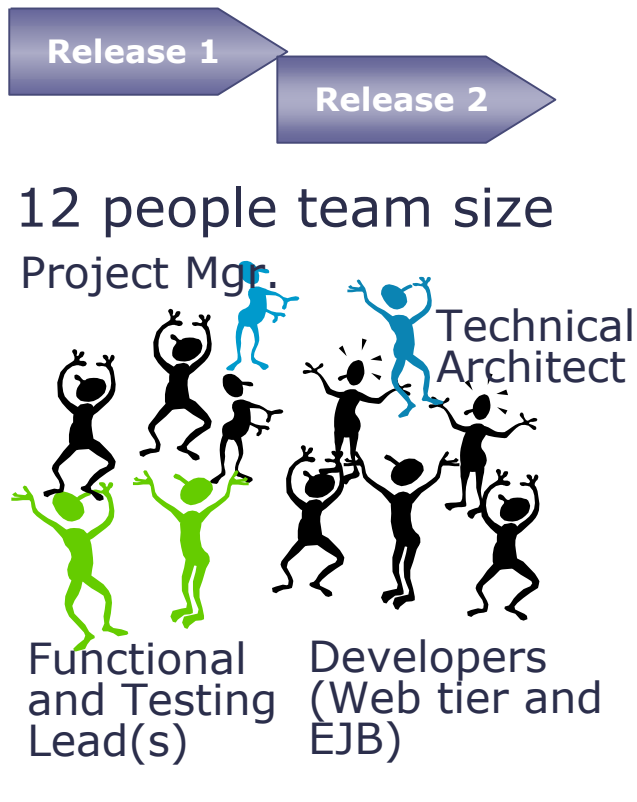 Release 1
Release 2
12 people team size
Project Mgr.
Technical
Architect
Functional
and Testing
Lead(s)
Developers
(Web tier and
EJB)